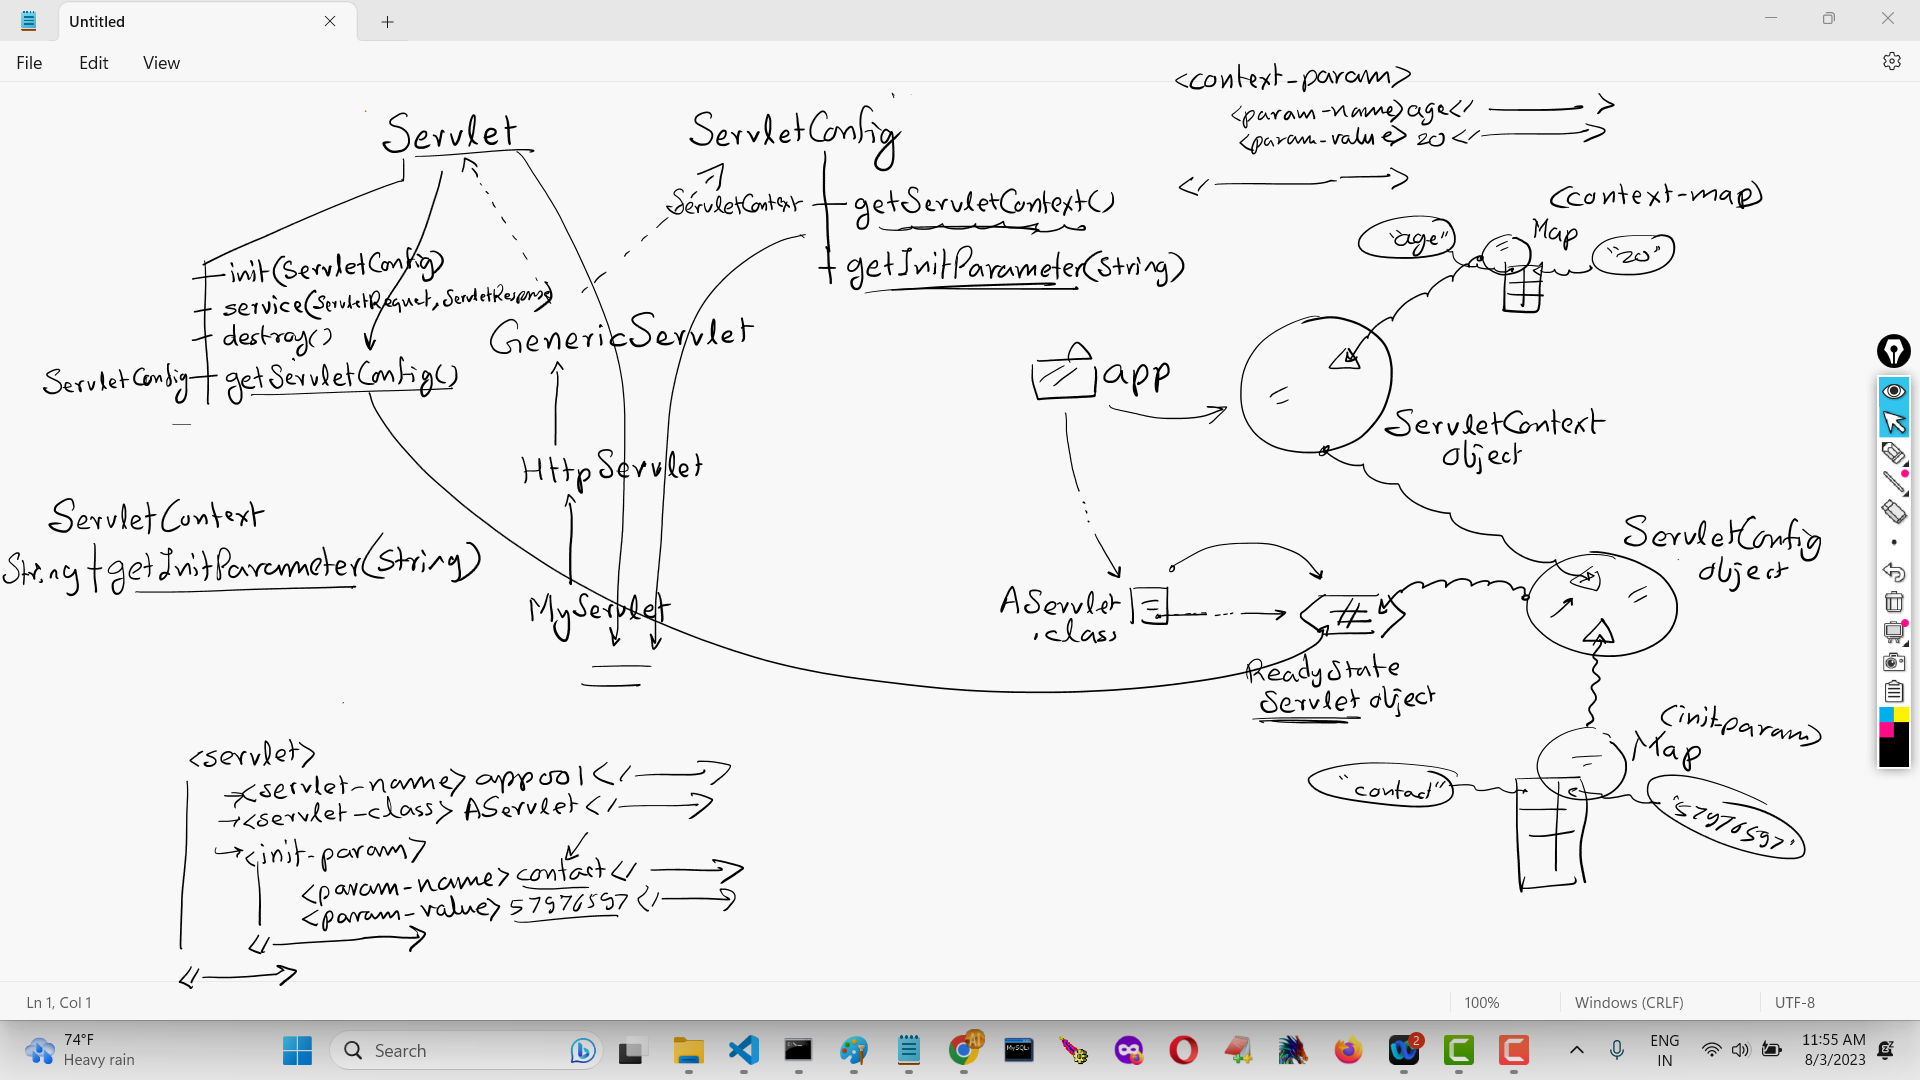 Untitled
File Edit View
<context-param>
<param-name>age</ >
<param-value>20</ >
</ >
Servlet
init(ServletConfig)
service(ServletRequet, ServletResponse)
destroy()
ServletConfig getServletConfig()
ServletConfig
ServletContext getServletContext()
getInitParameter(String)
GenericServlet
HttpServlet
MyServlet
ServletContext
String getInitParameter(String)
(context-map)
Map
"age"
"20"
app
ServletContext
object
ServletConfig
object
AServlet
.class
ReadyState
Servlet object
(initparam)
Map
"contact"
"57976597"
<servlet>
<servlet-name>app001</ >
<servlet-class>AServlet</ >
<init-param>
<param-name>contact</ >
<param-value>57976597</ >
</ >
</ >
Ln 1, Col 1
100%
Windows (CRLF)
UTF-8
74°F
Heavy rain
Search
MySQL
2
ENG
IN
11:55 AM
8/3/2023